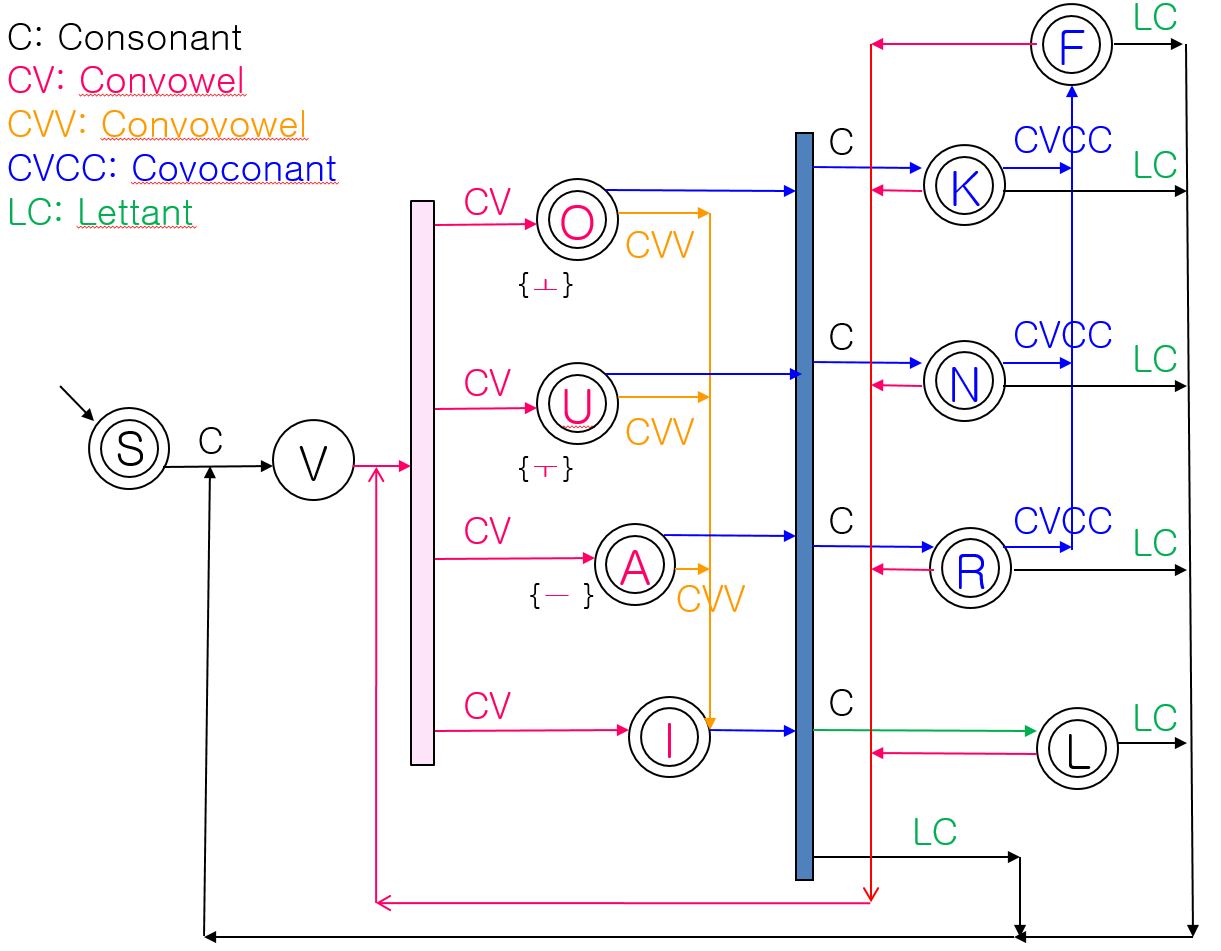 C: Consonant
CV: Convowel
CVV: Convovowel
CVCC: Covoconant
LC: Lettant
F
LC
C
CVCC
K
LC
CV
O
CVV
{ㅗ}
C
CVCC
N
LC
CV
U
CVV
{ㅜ}
S
C
V
CV
A
CVV
{ㅡ }
C
CVCC
R
LC
CV
I
C
L
LC
LC